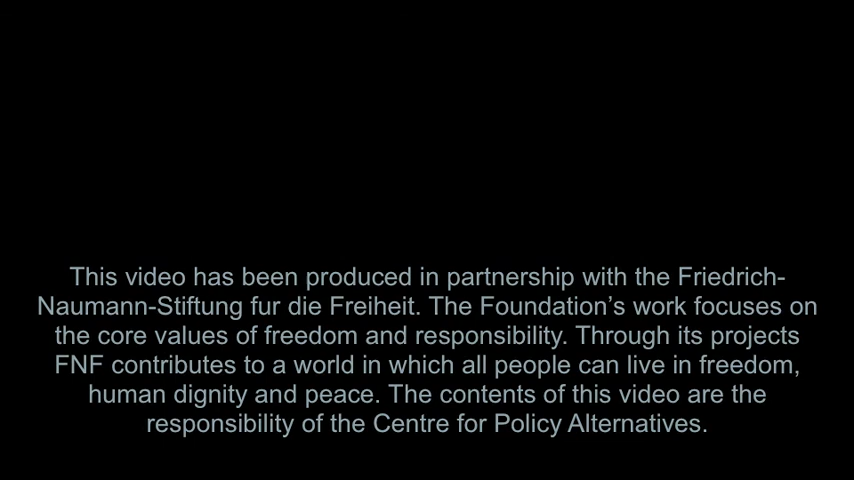 This video has been produced in partnership with the Friedrich-
Naumann-Stiftung fur die Freiheit. The Foundation’s work focuses on
the core values of freedom and responsibility. Through its projects
FNF contributes to a world in which all people can live in freedom,
human dignity and peace. The contents of this video are the
responsibility of the Centre for Policy Alternatives.